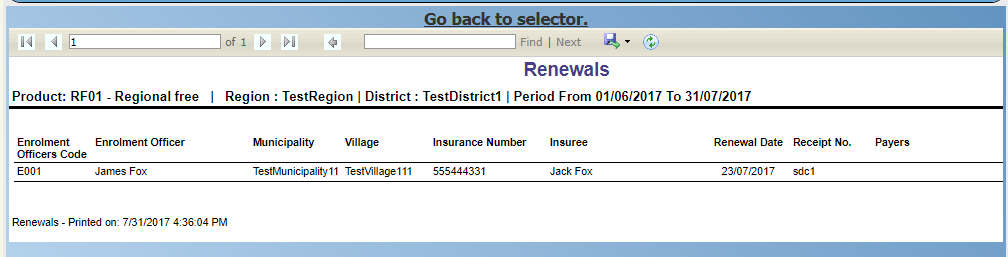 Go back to selector.
1 of 1 Find | Next
Renewals
Product: RF01 - Regional free | Region : TestRegion | District : TestDistrict1 | Period From 01/06/2017 To 31/07/2017
Enrolment Officers Code Enrolment Officer Municipality Village Insurance Number Insuree Renewal Date Receipt No. Payers
E001 James Fox TestMunicipality11 TestVillage111 555444331 Jack Fox 23/07/2017 sdc1
Renewals - Printed on: 7/31/2017 4:36:04 PM